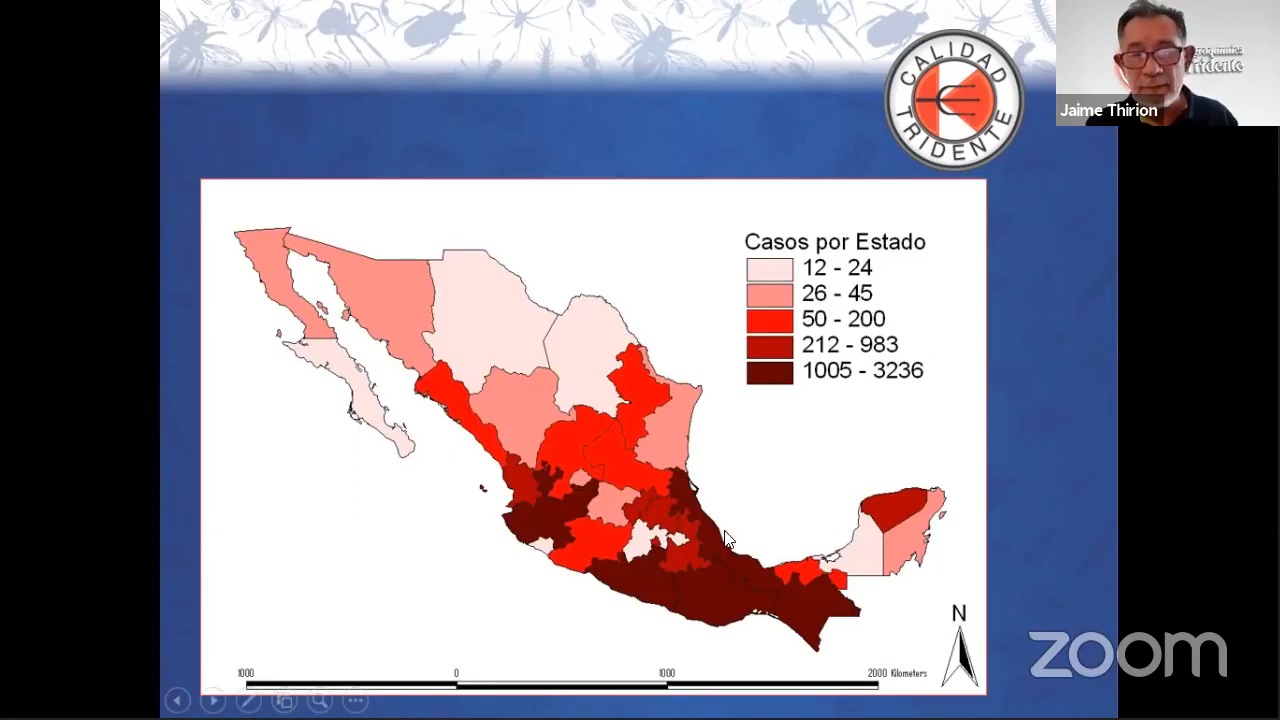 CALIDAD
TRIDENTE
Tridente
Jaime Thirion
Casos por Estado
12 - 24
26 - 45
50 - 200
212 - 983
1005 - 3236
N
1000 0 1000 2000 Kilometers
zoom